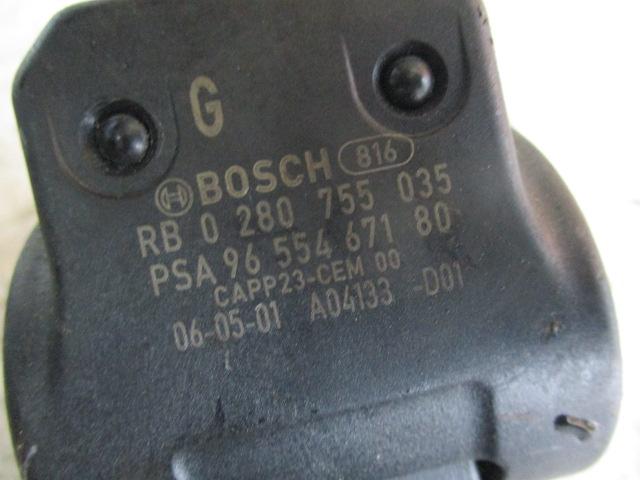 G
BOSCH 816
RB 0 280 755 035
PSA 96 554 671 80
CAPP23-CEM 00
06-05-01 A04133 -D01